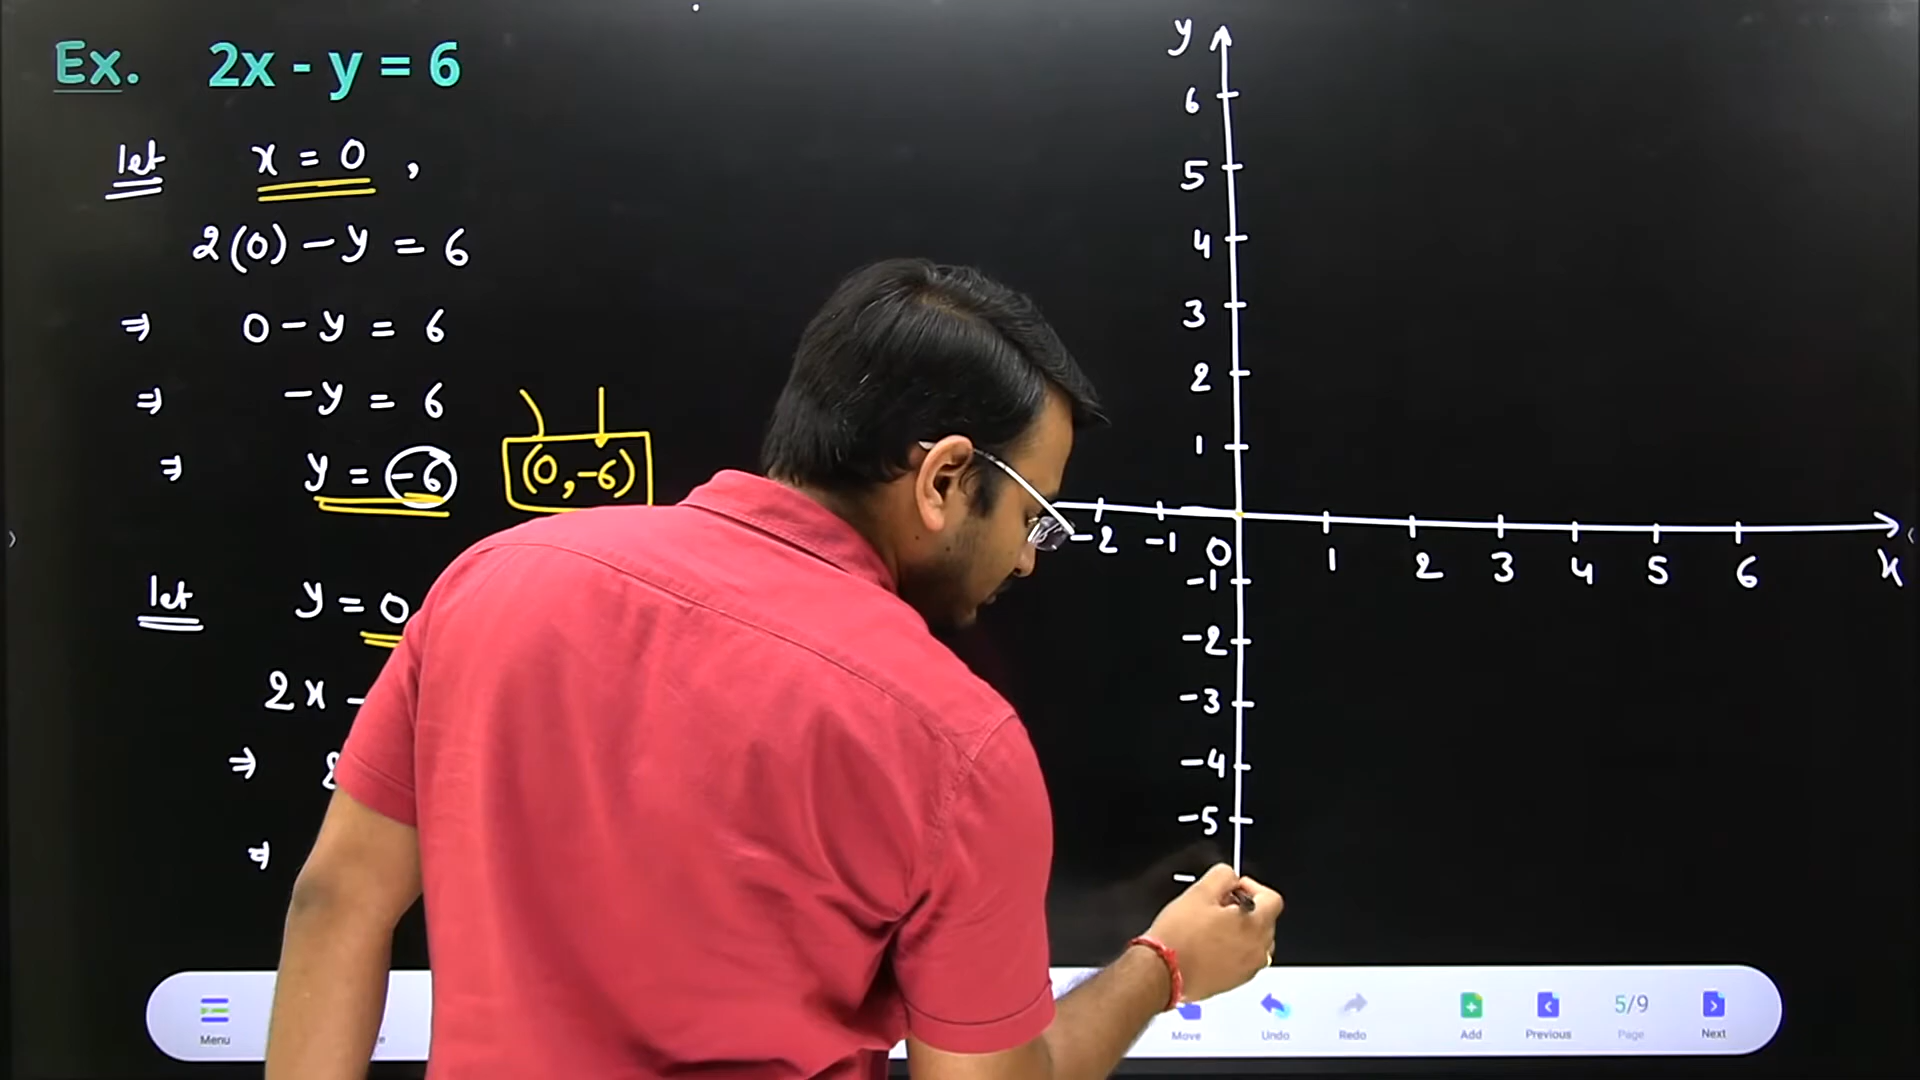 Ex. 2x - y = 6
let x = 0 ,
2(0) - y = 6
⇒ 0 - y = 6
⇒ -y = 6
⇒ y = -6
(0, -6)
let y = 0
2x -
⇒
⇒
y
6
5
4
3
2
1
-2 -1 0 1 2 3 4 5 6 x
-1
-2
-3
-4
-5
-
Menu Move Undo Redo Add Previous 5/9 Page Next